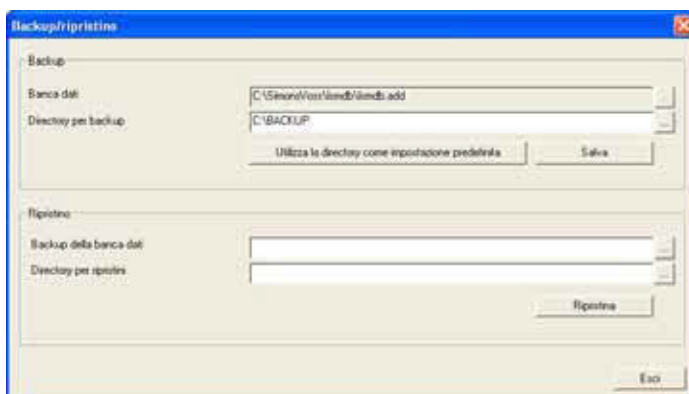 Backup/ripristino
Backup
Banca dati
C:\SimonsVoss\lsmdb\lsmdb.add
...
Directory per backup
C:\BACKUP
...
Utilizza la directory come impostazione predefinita
Salva
Ripristino
Backup della banca dati
...
Directory per ripristini
...
Ripristina
Esci